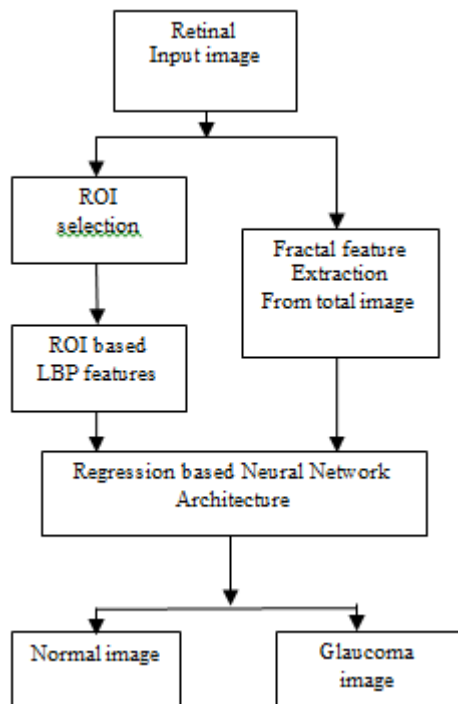 Retinal
Input image
ROI
selection
Fractal feature
Extraction
From total image
ROI based
LBP features
Regression based Neural Network
Architecture
Normal image
Glaucoma
image